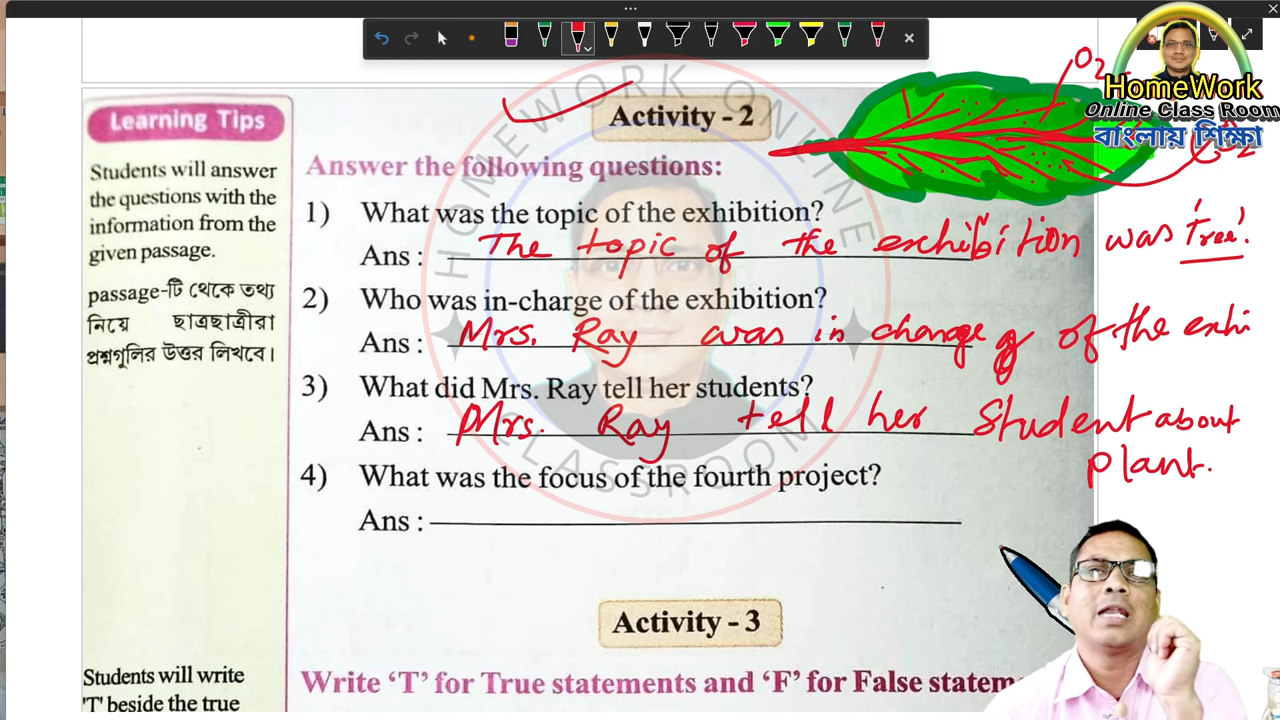 HomeWork
Online Class Room
বাংলায় শিক্ষা
O2
HOMEWORK ONLINE
CLASSROOM
Learning Tips
Students will answer
the questions with the
information from the
given passage.
passage-টি থেকে তথ্য
নিয়ে ছাত্রছাত্রীরা
প্রশ্নগুলির উত্তর লিখবে।
Activity - 2
Answer the following questions:
1) What was the topic of the exhibition?
Ans : The topic of the exhibition was 'tree'.
2) Who was in-charge of the exhibition?
Ans : Mrs. Ray was in charge of the exhi
3) What did Mrs. Ray tell her students?
Ans : Mrs. Ray tell her Student about
plant.
4) What was the focus of the fourth project?
Ans :
Activity - 3
Students will write
'T' beside the true
Write ‘T’ for True statements and ‘F’ for False statem